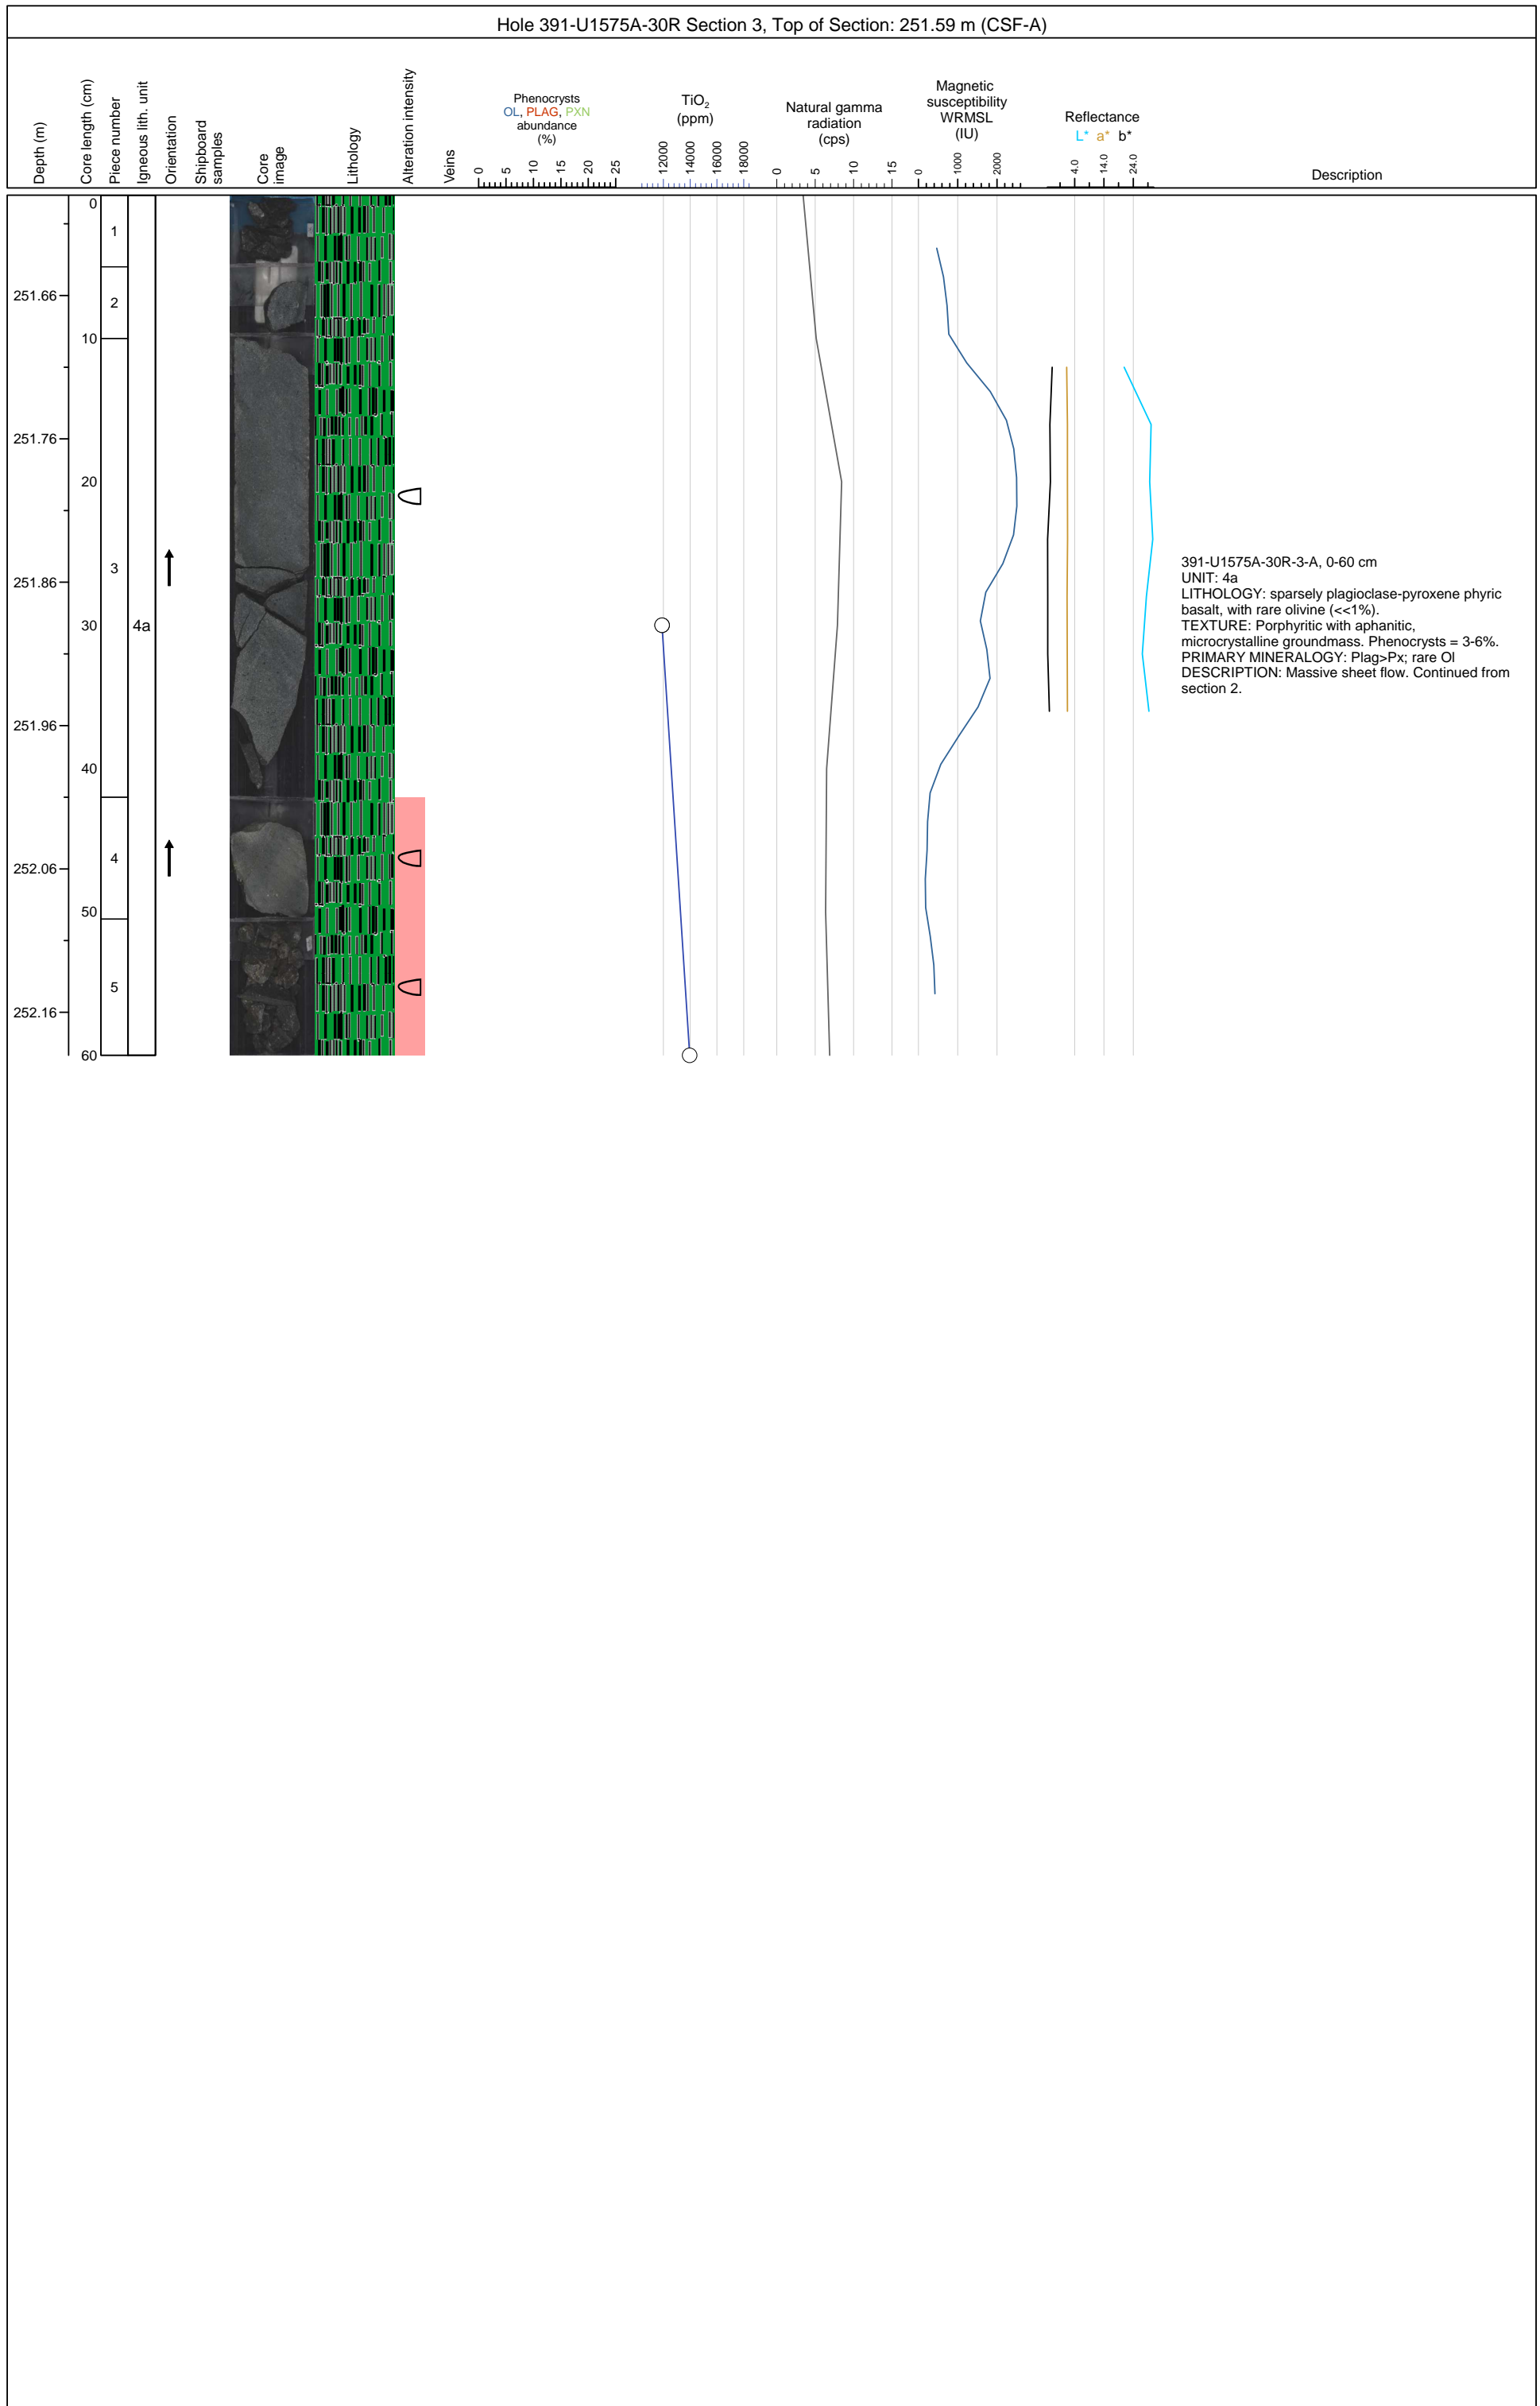 Hole 391-U1575A-30R Section 3, Top of Section: 251.59 m (CSF-A)
Depth (m)
Core length (cm)
Piece number
Igneous lith. unit
Orientation
Shipboard
samples
Core
image
Lithology
Alteration intensity
Veins
Phenocrysts
OL, PLAG, PXN
abundance
(%)
0 5 10 15 20 25
TiO2
(ppm)
12000 14000 16000 18000
Natural gamma
radiation
(cps)
0 5 10 15
Magnetic
susceptibility
WRMSL
(IU)
0 1000 2000
Reflectance
L* a* b*
4.0 14.0 24.0
Description
0
1
251.66
2
10
251.76
20
3
251.86
30
4a
251.96
40
4
252.06
50
5
252.16
60
391-U1575A-30R-3-A, 0-60 cm
UNIT: 4a
LITHOLOGY: sparsely plagioclase-pyroxene phyric
basalt, with rare olivine (<<1%).
TEXTURE: Porphyritic with aphanitic,
microcrystalline groundmass. Phenocrysts = 3-6%.
PRIMARY MINERALOGY: Plag>Px; rare Ol
DESCRIPTION: Massive sheet flow. Continued from
section 2.